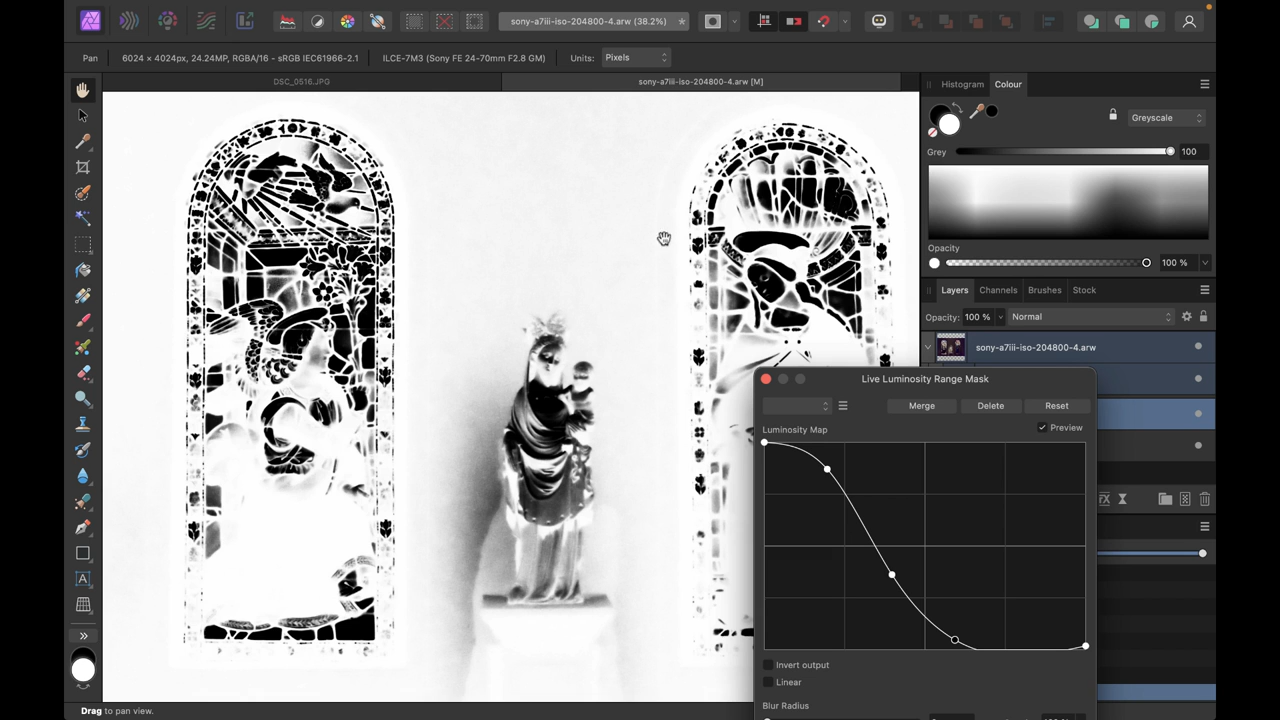 sony-a7iii-iso-204800-4.arw (38.2%) *
Pan 6024 × 4024px, 24.24MP, RGBA/16 - sRGB IEC61966-2.1 ILCE-7M3 (Sony FE 24-70mm F2.8 GM) Units: Pixels
DSC_0516.JPG sony-a7iii-iso-204800-4.arw [M]
Histogram Colour
Greyscale
Grey 100
Opacity
100 %
Layers Channels Brushes Stock
Opacity: 100 % Normal
sony-a7iii-iso-204800-4.arw
Live Luminosity Range Mask
Merge Delete Reset
Luminosity Map Preview
Invert output
Linear
Blur Radius
Drag to pan view.